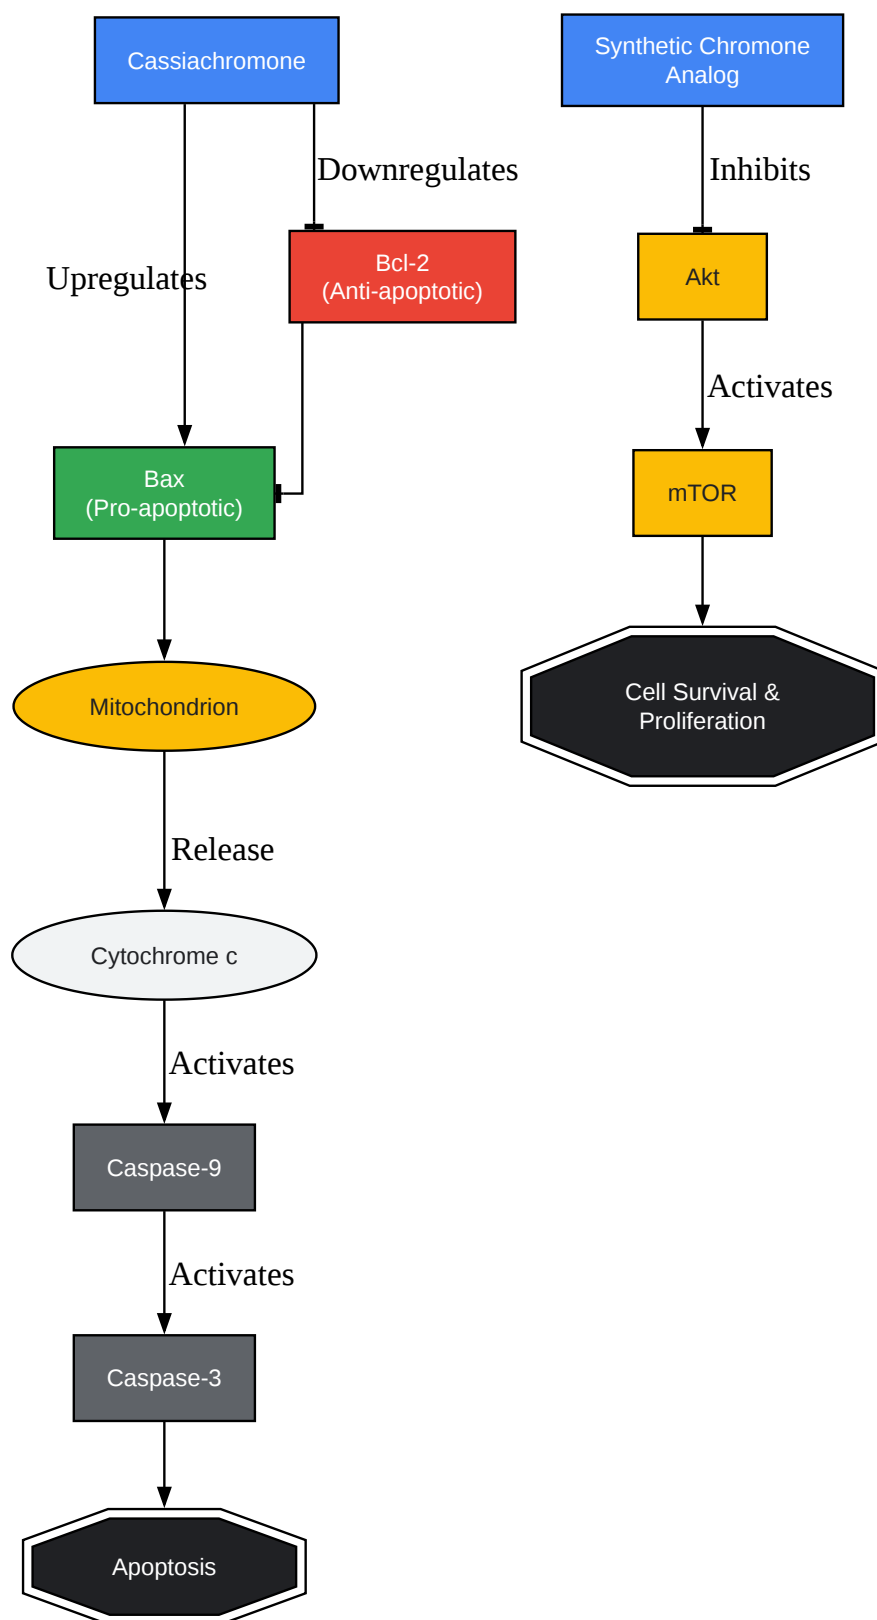 Cassiachromone
Synthetic Chromone
Analog
Downregulates
Inhibits
Upregulates
Bcl-2
(Anti-apoptotic)
Akt
Activates
Bax
(Pro-apoptotic)
mTOR
Mitochondrion
Cell Survival &
Proliferation
Release
Cytochrome c
Activates
Caspase-9
Activates
Caspase-3
Apoptosis